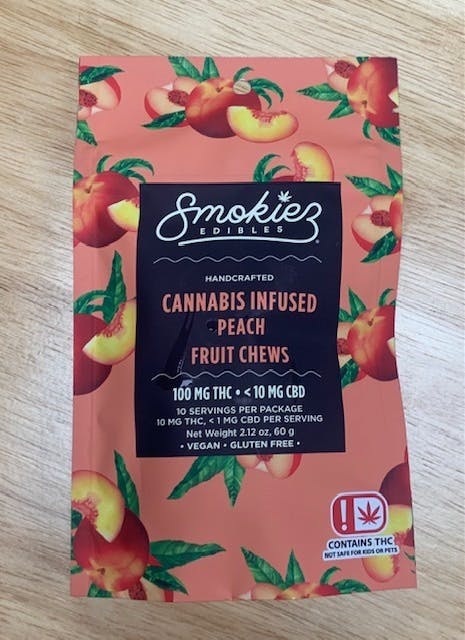 Smokiez
EDIBLES
HANDCRAFTED
CANNABIS INFUSED
PEACH
FRUIT CHEWS
100 MG THC • < 10 MG CBD
10 SERVINGS PER PACKAGE
10 MG THC, < 1 MG CBD PER SERVING
Net Weight 2.12 oz, 60 g
• VEGAN • GLUTEN FREE •
!
CONTAINS THC
NOT SAFE FOR KIDS OR PETS